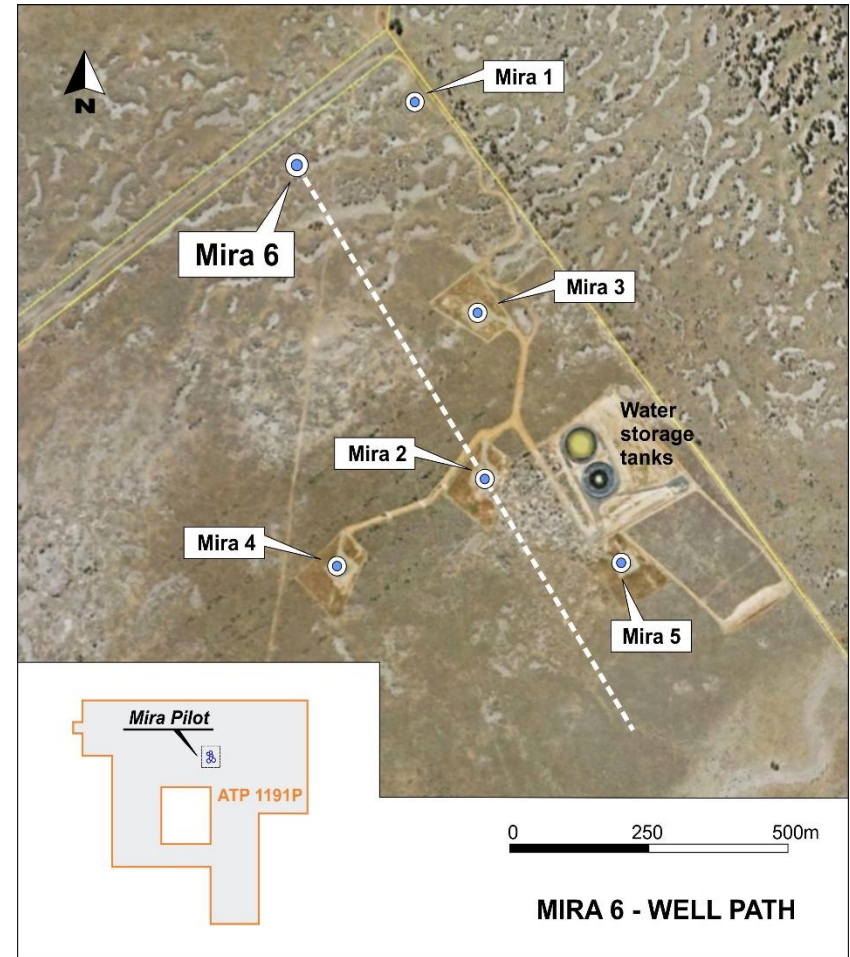 N
Mira 1
Mira 6
Mira 3
Water
storage
tanks
Mira 2
Mira 4
Mira 5
Mira Pilot
ATP 1191P
0 250 500m
MIRA 6 - WELL PATH